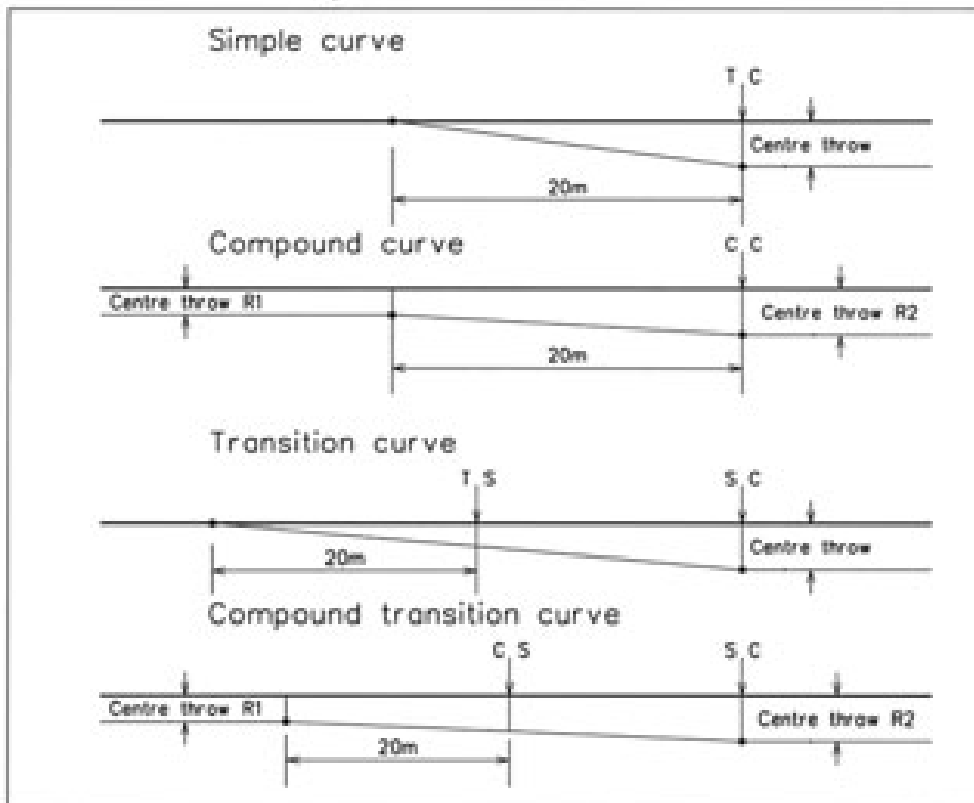 Simple curve
T C
Centre throw
20m
Compound curve
C C
Centre throw R1
Centre throw R2
20m
Transition curve
T S
S C
Centre throw
20m
Compound transition curve
C S
S C
Centre throw R1
Centre throw R2
20m